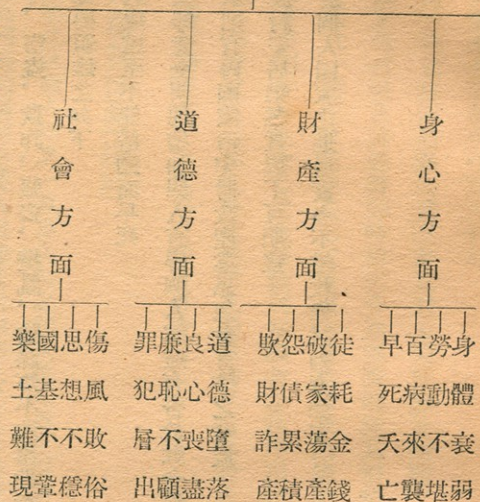 身心方面
身體衰弱
勞動不堪
百病來襲
早死夭亡
財產方面
徒耗金錢
破家蕩產
怨債累積
欺財詐產
道德方面
道德墮落
良心喪盡
廉恥不顧
罪犯層出
社會方面
傷風敗俗
思想不穩
國基不鞏
樂土難現